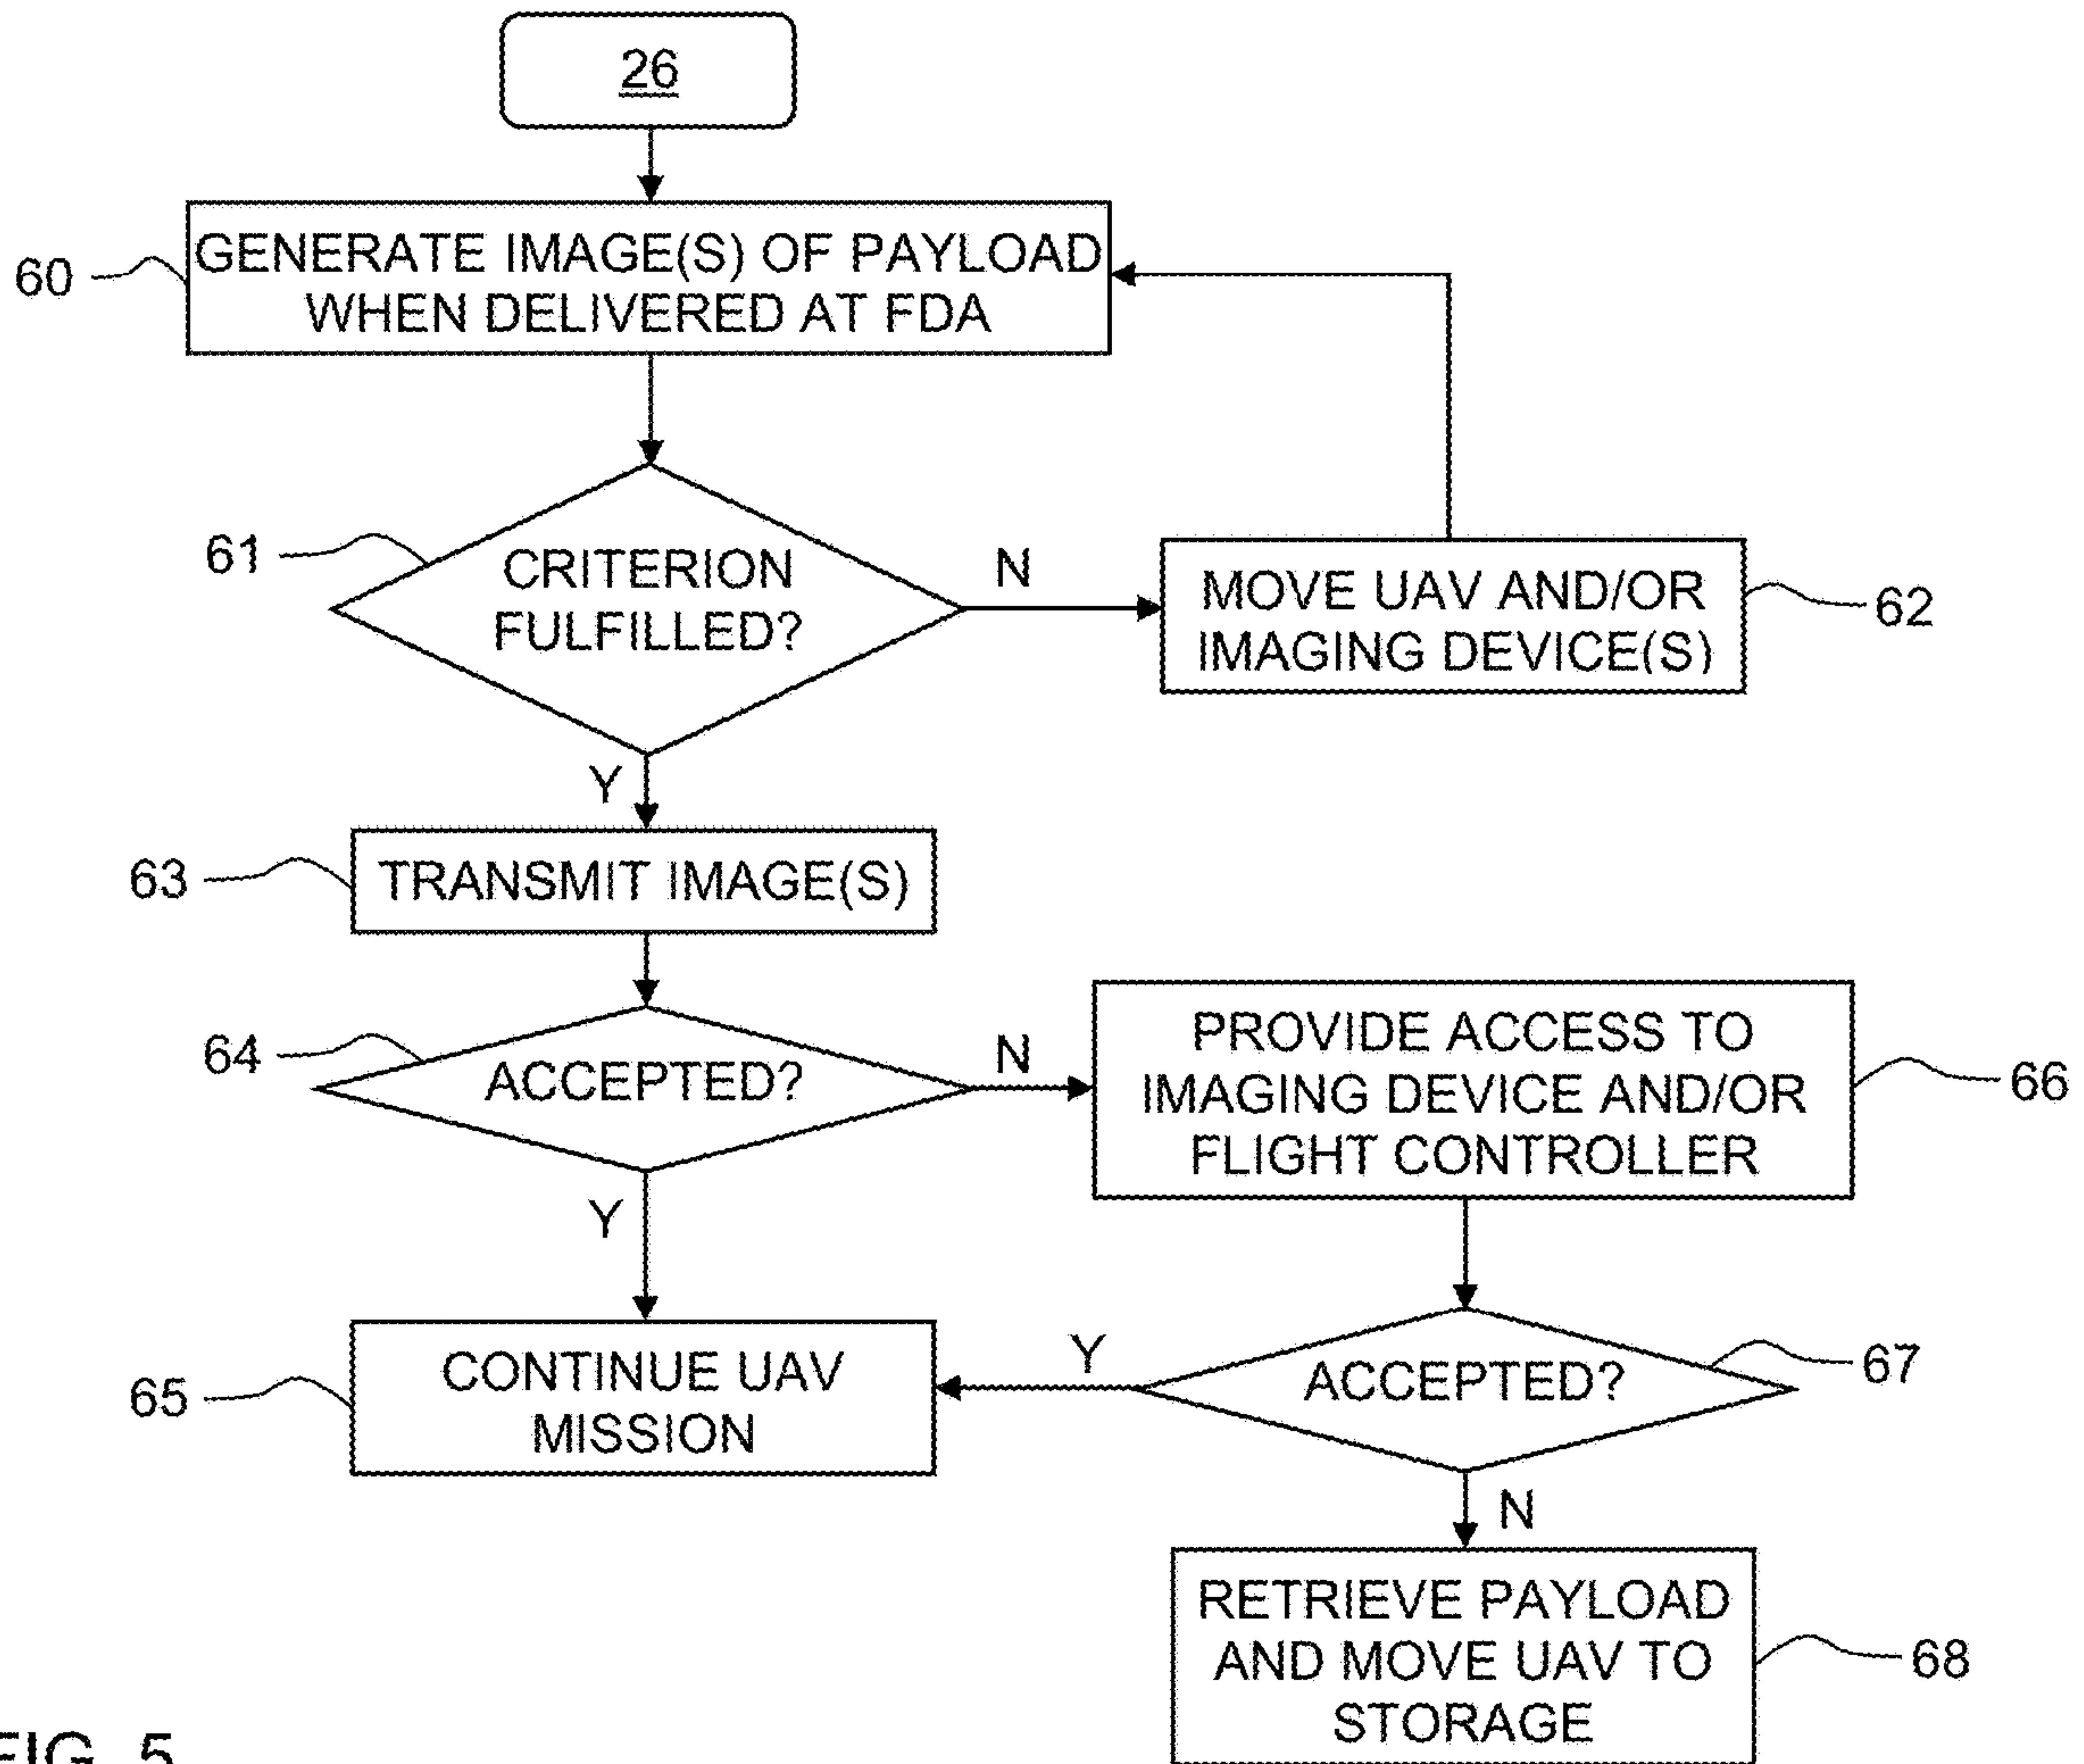 26
GENERATE IMAGE(S) OF PAYLOAD
WHEN DELIVERED AT FDA
60
61
CRITERION
FULFILLED?
N
MOVE UAV AND/OR
IMAGING DEVICE(S)
62
Y
63
TRANSMIT IMAGE(S)
64
ACCEPTED?
N
PROVIDE ACCESS TO
IMAGING DEVICE AND/OR
FLIGHT CONTROLLER
66
Y
65
CONTINUE UAV
MISSION
Y
ACCEPTED?
67
N
RETRIEVE PAYLOAD
AND MOVE UAV TO
STORAGE
68
FIG. 5